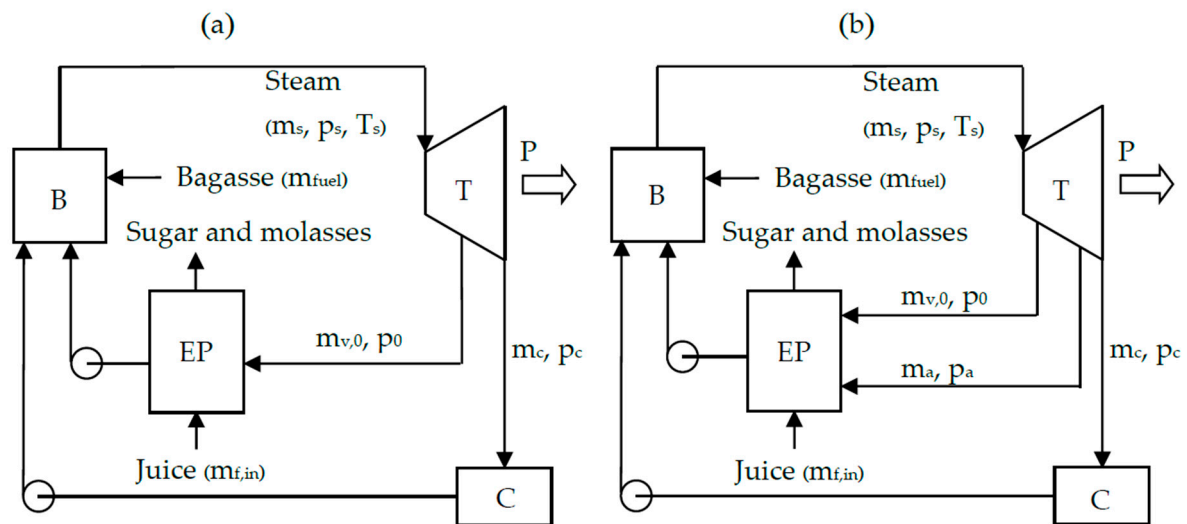 (a)
Steam
(ms, ps, Ts)
P
B
Bagasse (mfuel)
T
Sugar and molasses
EP
mv,0, p0
mc, pc
Juice (mf,in)
C
(b)
Steam
(ms, ps, Ts)
P
B
Bagasse (mfuel)
T
Sugar and molasses
mv,0, p0
EP
mc, pc
ma, pa
Juice (mf,in)
C